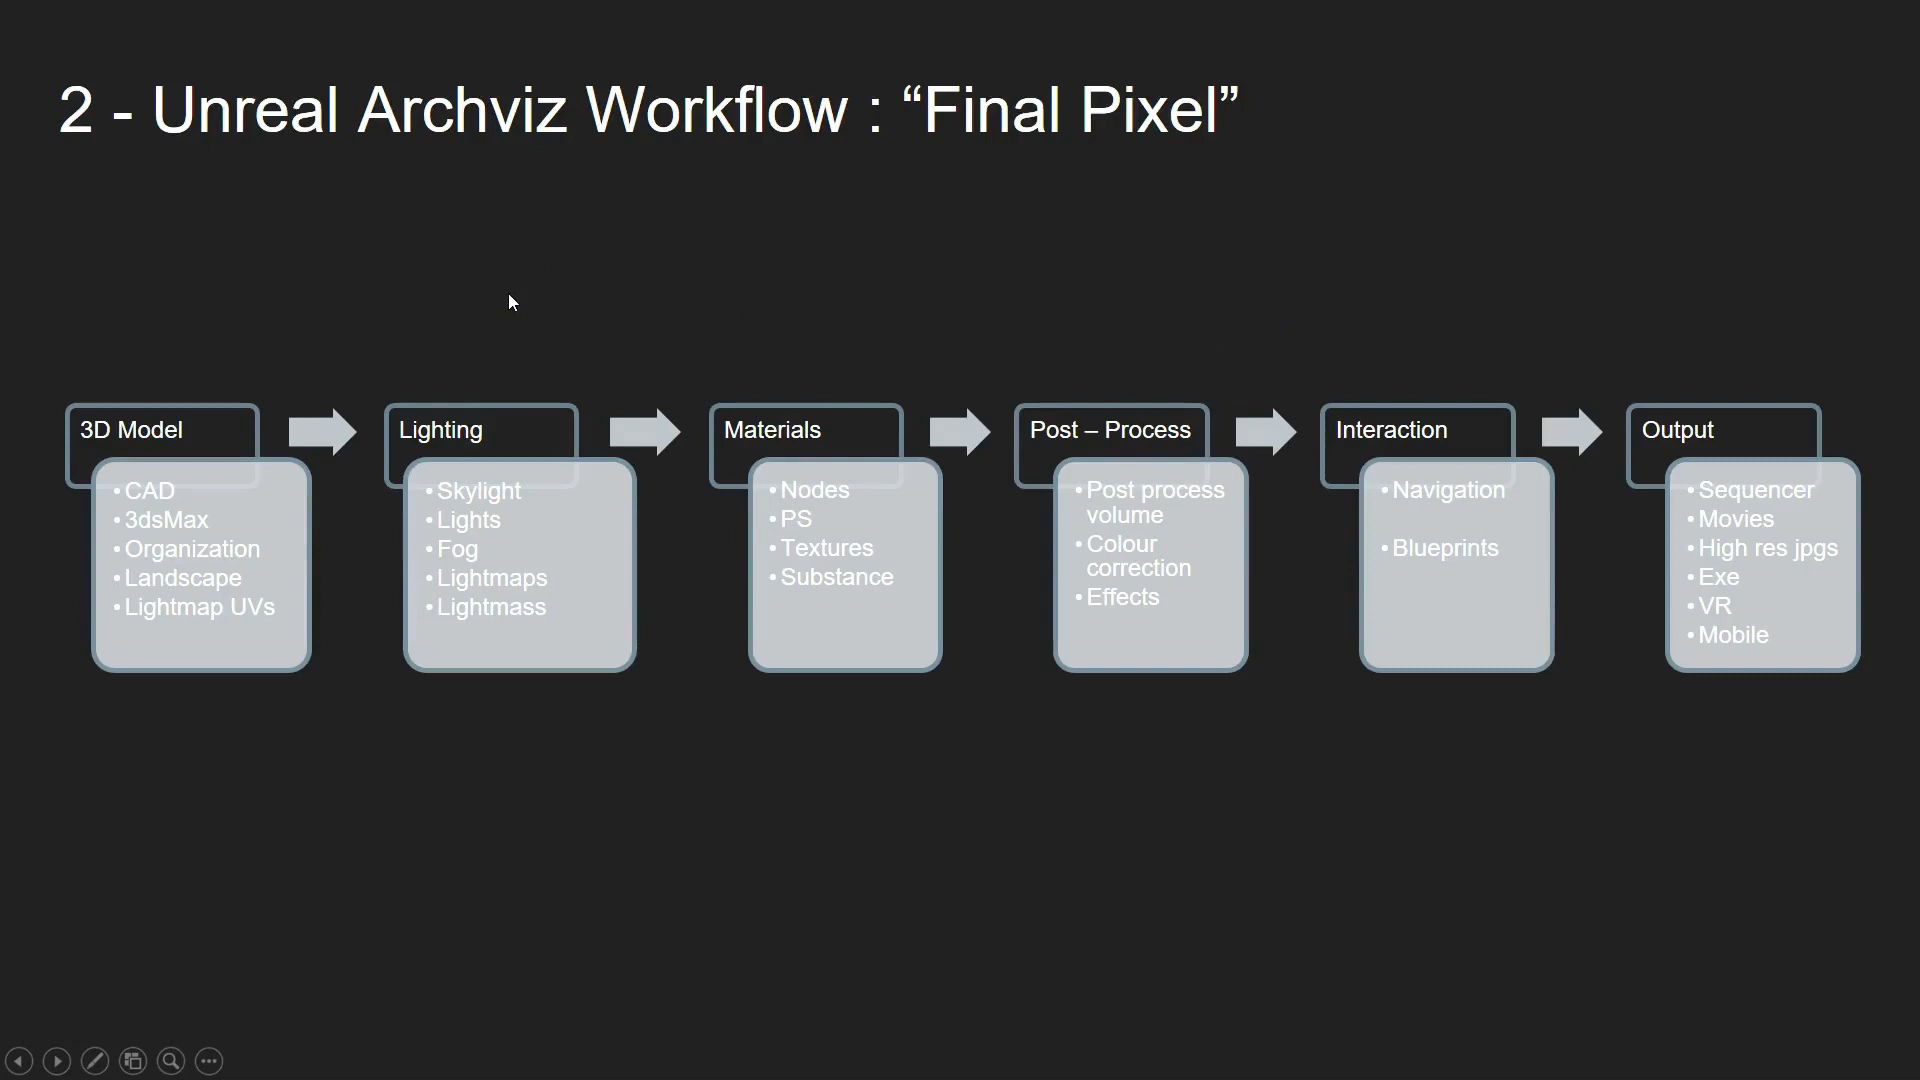 2 - Unreal Archviz Workflow : “Final Pixel”
3D Model
• CAD
• 3dsMax
• Organization
• Landscape
• Lightmap UVs
Lighting
• Skylight
• Lights
• Fog
• Lightmaps
• Lightmass
Materials
• Nodes
• PS
• Textures
• Substance
Post – Process
• Post process
volume
• Colour
correction
• Effects
Interaction
• Navigation
• Blueprints
Output
• Sequencer
• Movies
• High res jpgs
• Exe
• VR
• Mobile